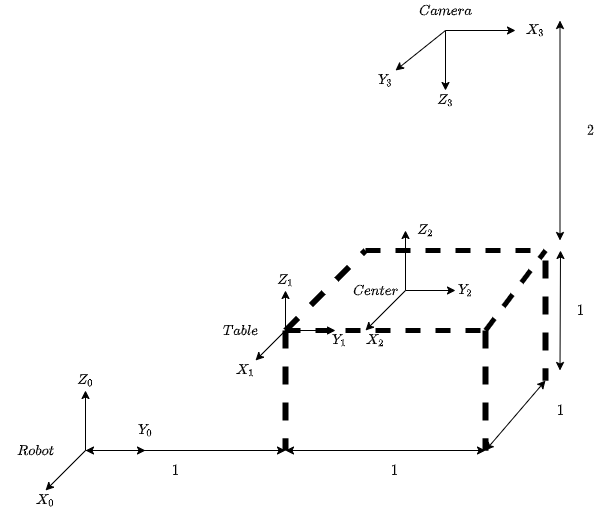 Camera
X₃
Y₃
Z₃
2
Z₂
Z₁
Center
Y₂
1
Table
Y₁
X₂
X₁
Z₀
1
Y₀
Robot
1
1
X₀